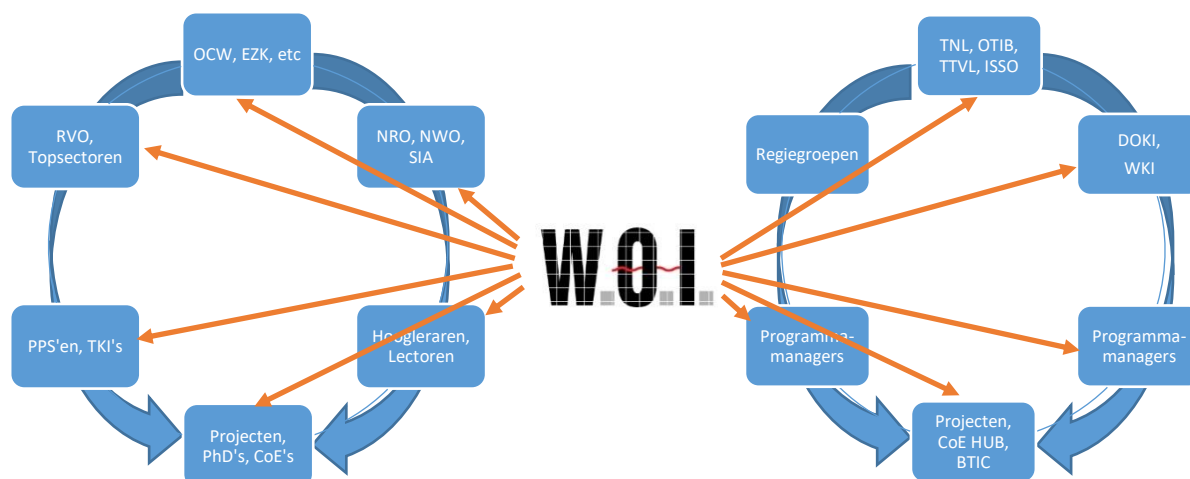 OCW, EZK, etc
RVO,
Topsectoren
NRO, NWO,
SIA
PPS'en, TKI's
Hoogleraren,
Lectoren
Projecten,
PhD's, CoE's
W.O.I.
TNL, OTIB,
TTVL, ISSO
Regiegroepen
DOKI,
WKI
Programma-
managers
Programma-
managers
Projecten,
CoE HUB,
BTIC